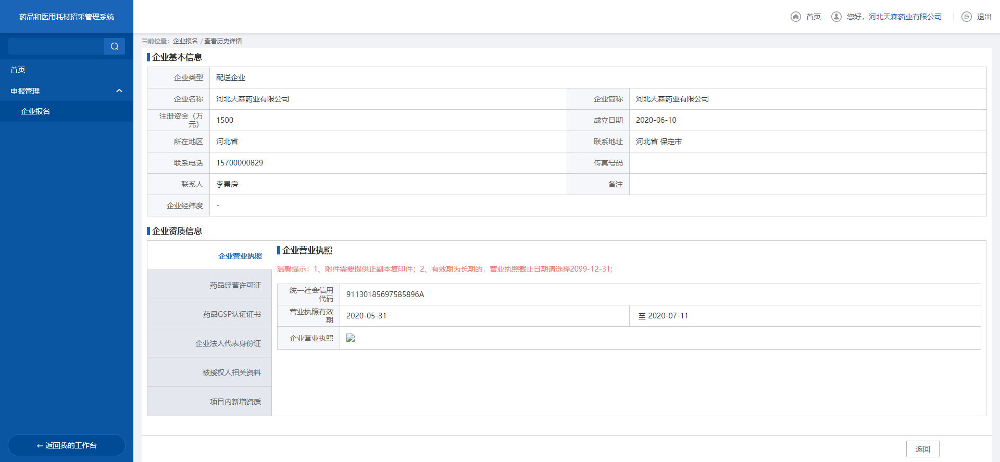 药品和医用耗材招采管理系统
首页
您好，河北天森药业有限公司
退出
首页
申报管理
企业报名
返回我的工作台
当前位置：企业报名 / 查看历史详情
企业基本信息
企业类型 配送企业
企业名称 河北天森药业有限公司 企业简称 河北天森药业有限公司
注册资金（万
元） 1500 成立日期 2020-06-10
所在地区 河北省 联系地址 河北省 保定市
联系电话 15700000829 传真号码
联系人 李景房 备注
企业经纬度 -
企业资质信息
企业营业执照
药品经营许可证
药品GSP认证证书
企业法人代表身份证
被授权人相关资料
项目内新增资质
企业营业执照
温馨提示：1、附件需要提供正副本复印件；2、有效期为长期的，营业执照截止日期请选择2099-12-31;
统一社会信用
代码 91130185697585896A
营业执照有效
期 2020-05-31 至 2020-07-11
企业营业执照
返回